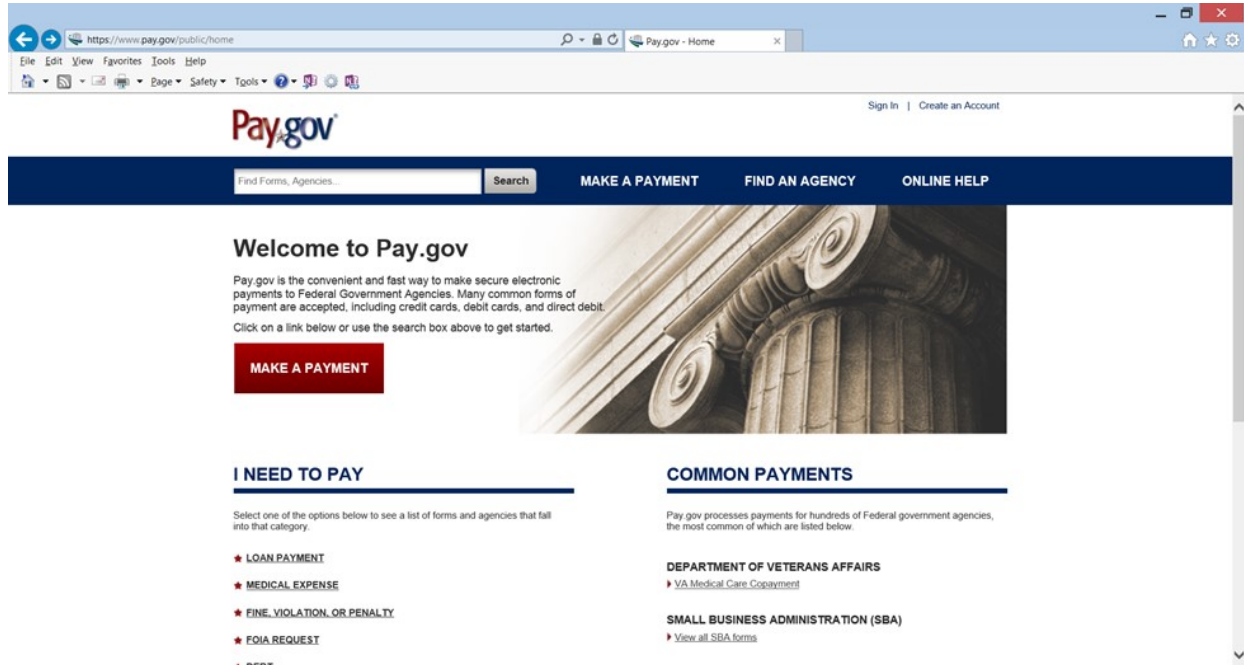 https://www.pay.gov/public/home
Pay.gov - Home
File Edit View Favorites Tools Help
Page Safety Tools
Sign In | Create an Account
Pay.gov
Find Forms, Agencies...
Search
MAKE A PAYMENT
FIND AN AGENCY
ONLINE HELP
Welcome to Pay.gov
Pay.gov is the convenient and fast way to make secure electronic
payments to Federal Government Agencies. Many common forms of
payment are accepted, including credit cards, debit cards, and direct debit.
Click on a link below or use the search box above to get started.
MAKE A PAYMENT
I NEED TO PAY
Select one of the options below to see a list of forms and agencies that fall
into that category.
LOAN PAYMENT
MEDICAL EXPENSE
FINE, VIOLATION, OR PENALTY
FOIA REQUEST
COMMON PAYMENTS
Pay.gov processes payments for hundreds of Federal government agencies,
the most common of which are listed below.
DEPARTMENT OF VETERANS AFFAIRS
VA Medical Care Copayment
SMALL BUSINESS ADMINISTRATION (SBA)
View all SBA forms